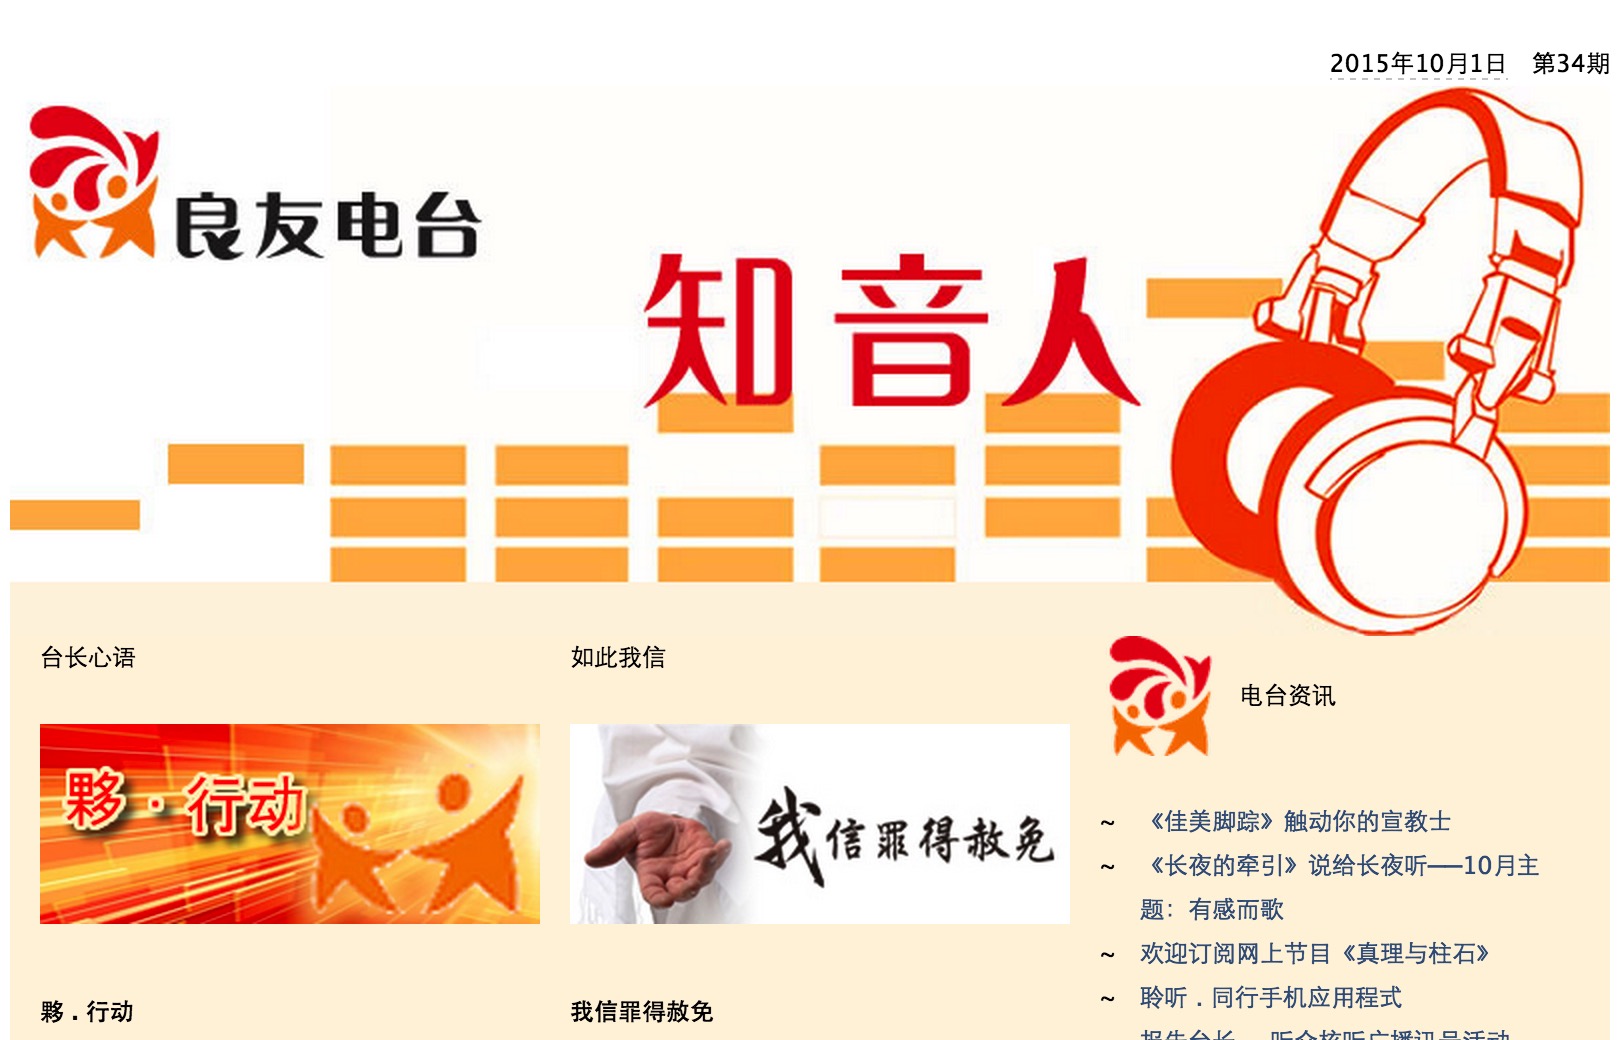 2015年10月1日 第34期
良友电台
知音人
台长心语
如此我信
电台资讯
夥·行动
我信罪得赦免
~ 《佳美脚踪》触动你的宣教士
~ 《长夜的牵引》说给长夜听──10月主
题：有感而歌
~ 欢迎订阅网上节目《真理与柱石》
~ 聆听．同行手机应用程式
夥．行动
我信罪得赦免